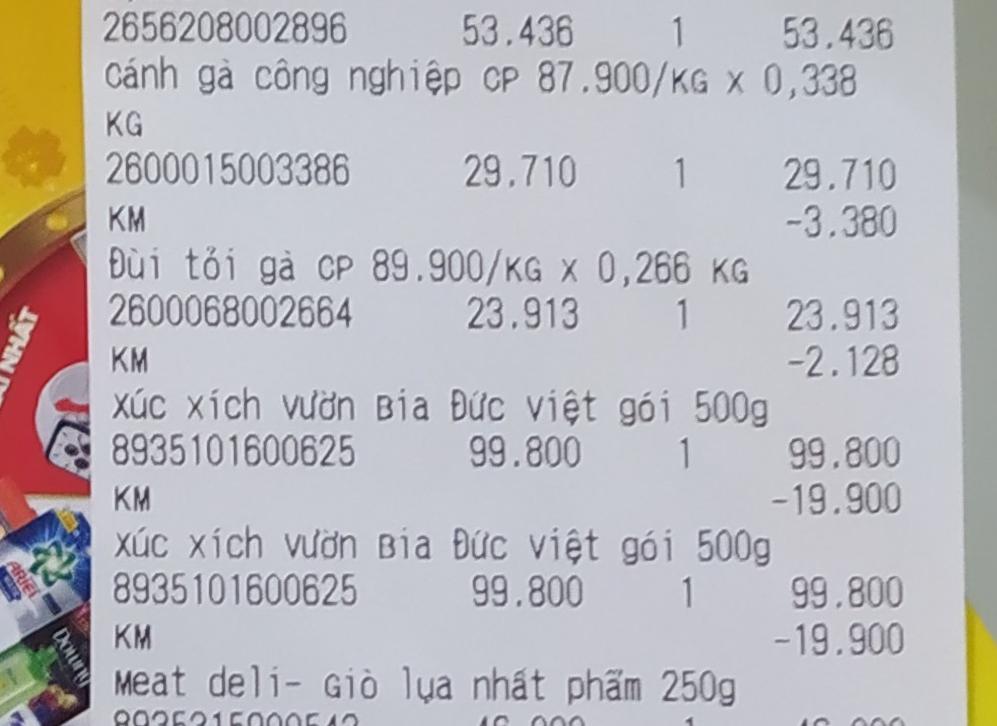 2656208002896 53.436 1 53.436
Cánh gà công nghiệp CP 87.900/KG x 0,338
KG
2600015003386 29.710 1 29.710
KM -3.380
Đùi tỏi gà CP 89.900/KG x 0,266 KG
2600068002664 23.913 1 23.913
KM -2.128
Xúc xích vườn Bia Đức việt gói 500g
8935101600625 99.800 1 99.800
KM -19.900
Xúc xích vườn Bia Đức việt gói 500g
8935101600625 99.800 1 99.800
KM -19.900
Meat deli- Giò lụa nhất phẩm 250g
NHẤT
ARIEL
Downy